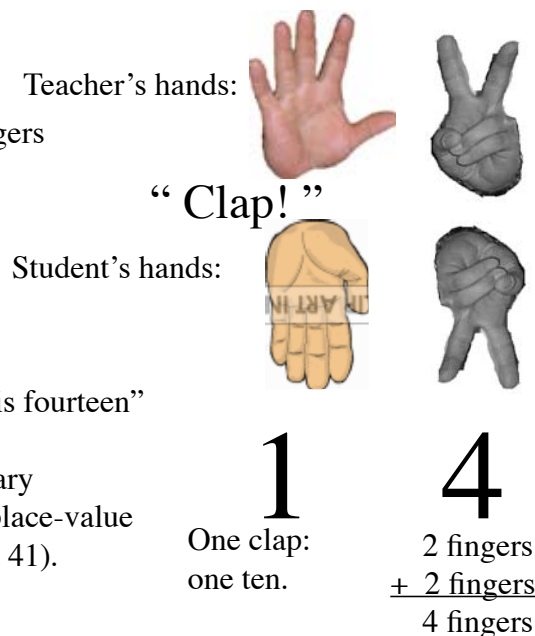 Teacher’s hands:
gers
“ Clap! ”
Student’s hands:
is fourteen”
ary
place-value
41).
1 4
One clap:
one ten.
2 fingers
+ 2 fingers
4 fingers